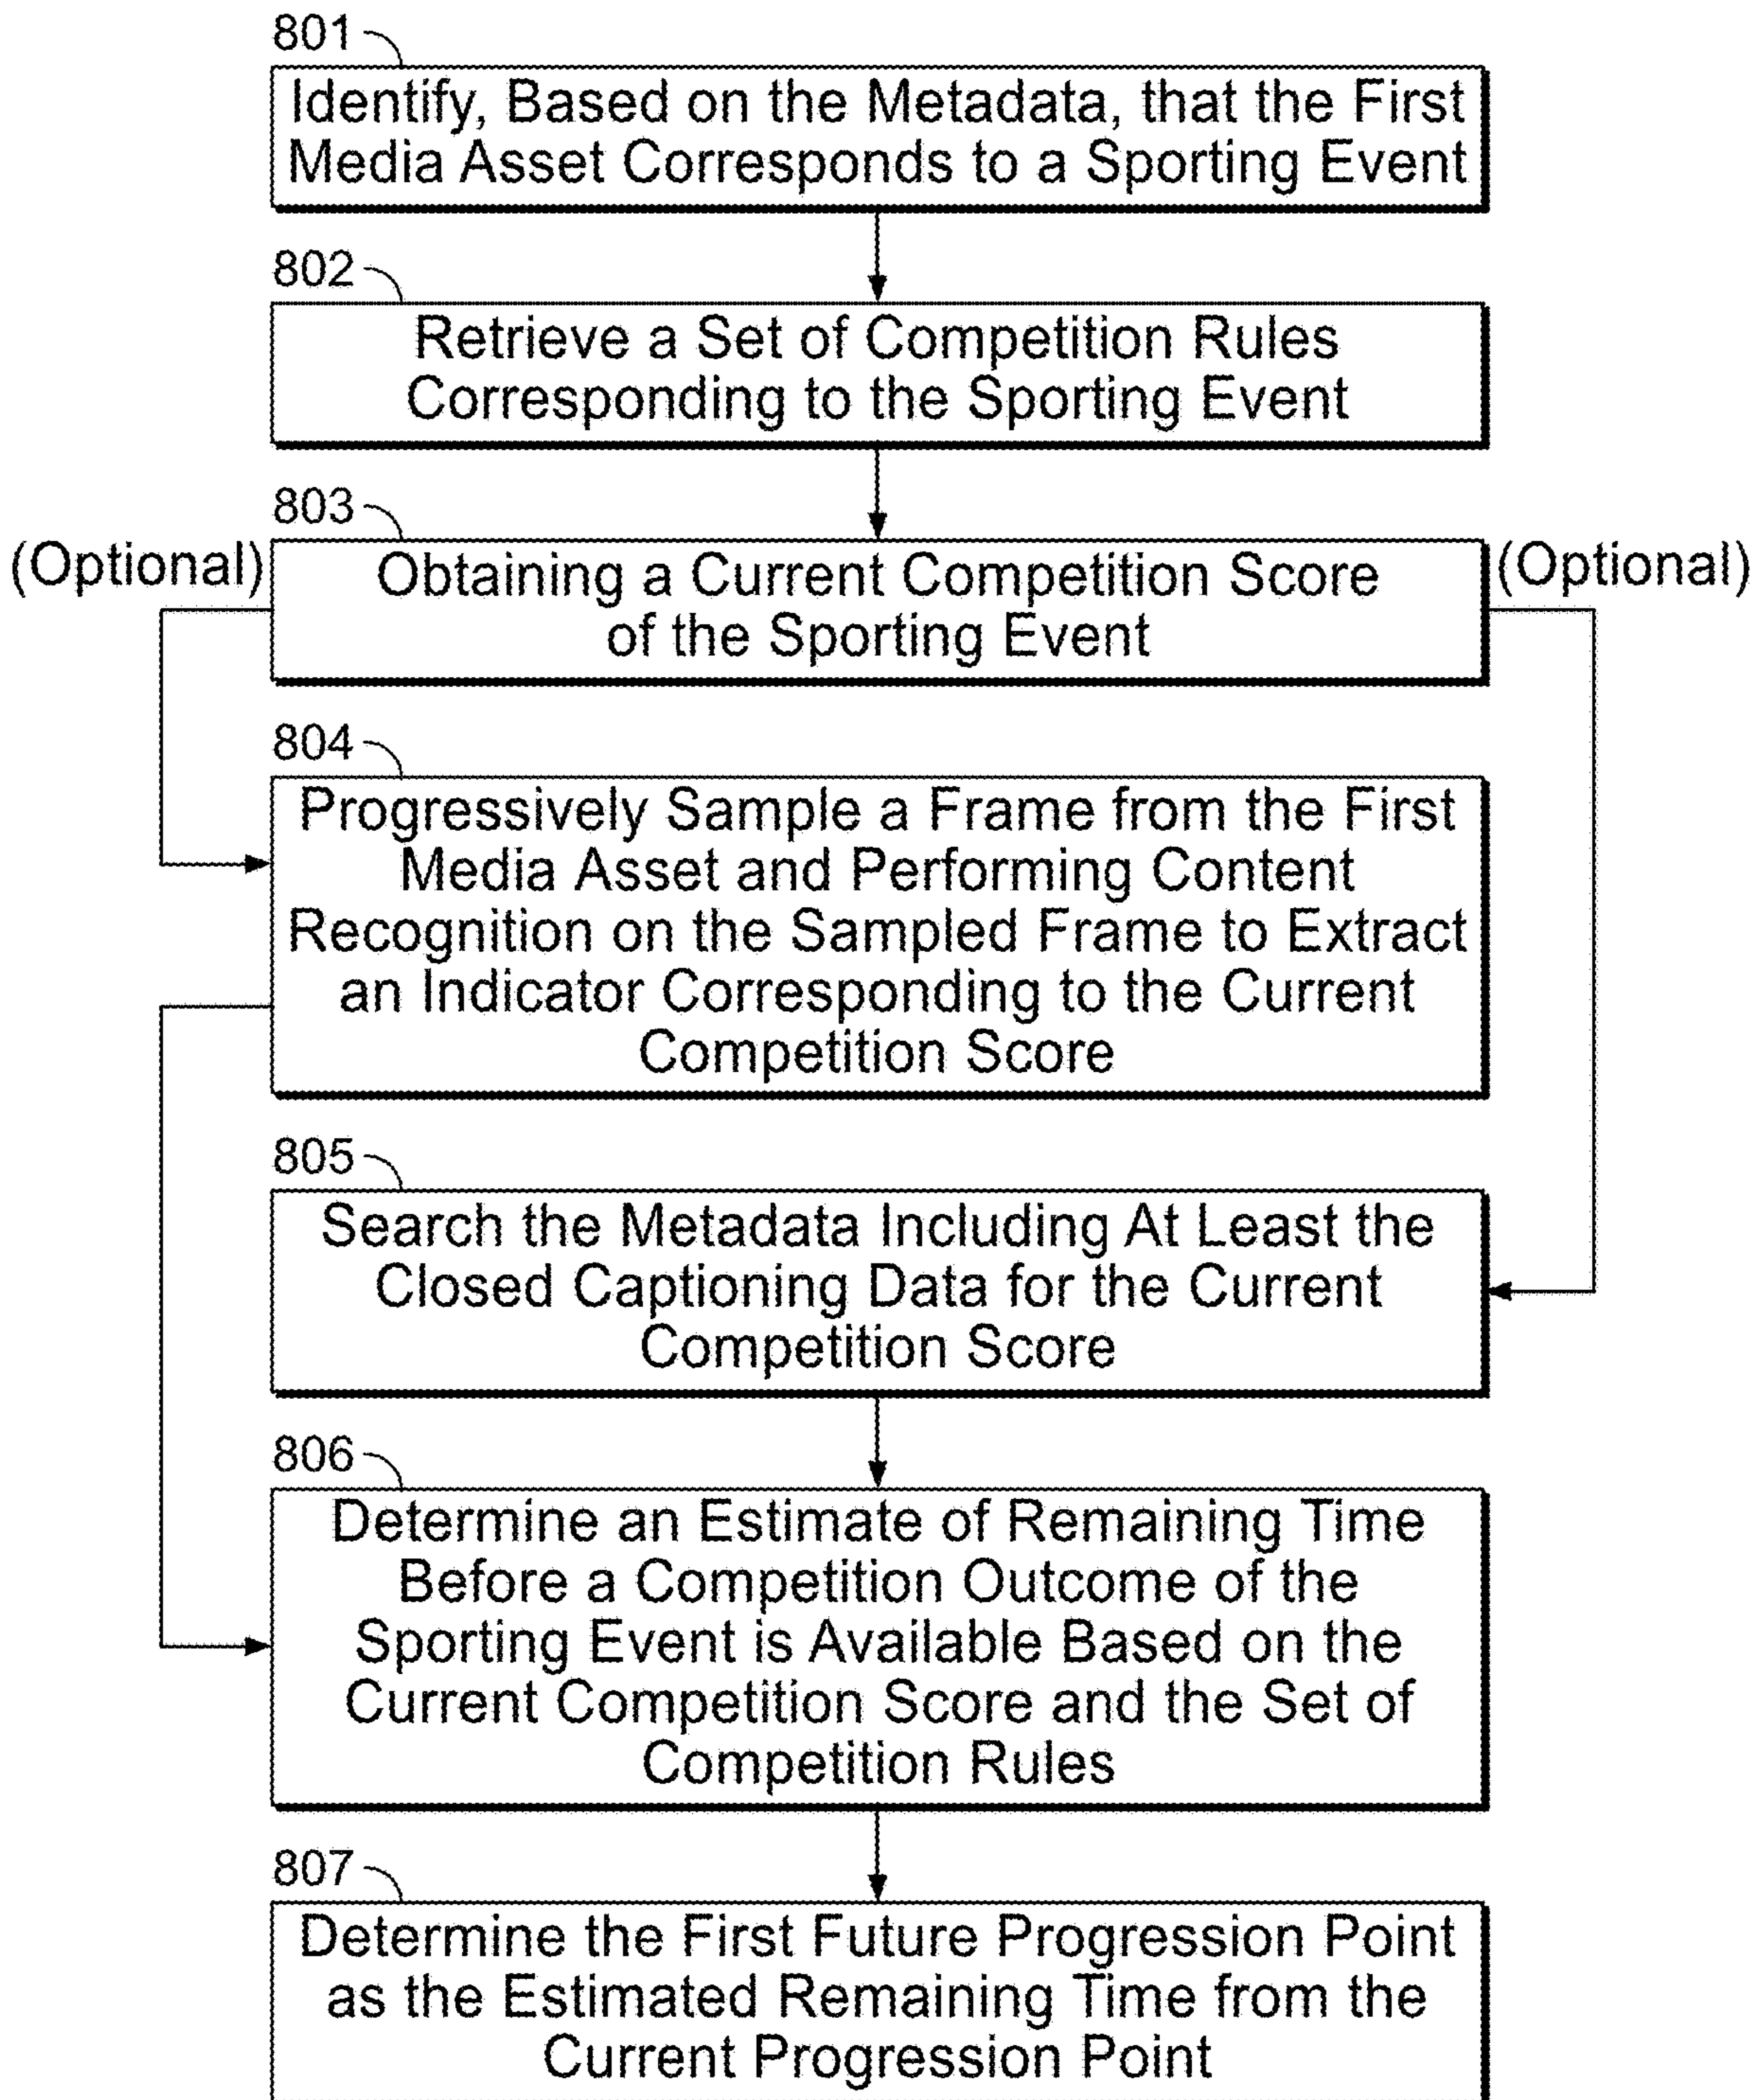 801
Identify, Based on the Metadata, that the First
Media Asset Corresponds to a Sporting Event
802
Retrieve a Set of Competition Rules
Corresponding to the Sporting Event
803
(Optional)
Obtaining a Current Competition Score
of the Sporting Event
(Optional)
804
Progressively Sample a Frame from the First
Media Asset and Performing Content
Recognition on the Sampled Frame to Extract
an Indicator Corresponding to the Current
Competition Score
805
Search the Metadata Including At Least the
Closed Captioning Data for the Current
Competition Score
806
Determine an Estimate of Remaining Time
Before a Competition Outcome of the
Sporting Event is Available Based on the
Current Competition Score and the Set of
Competition Rules
807
Determine the First Future Progression Point
as the Estimated Remaining Time from the
Current Progression Point